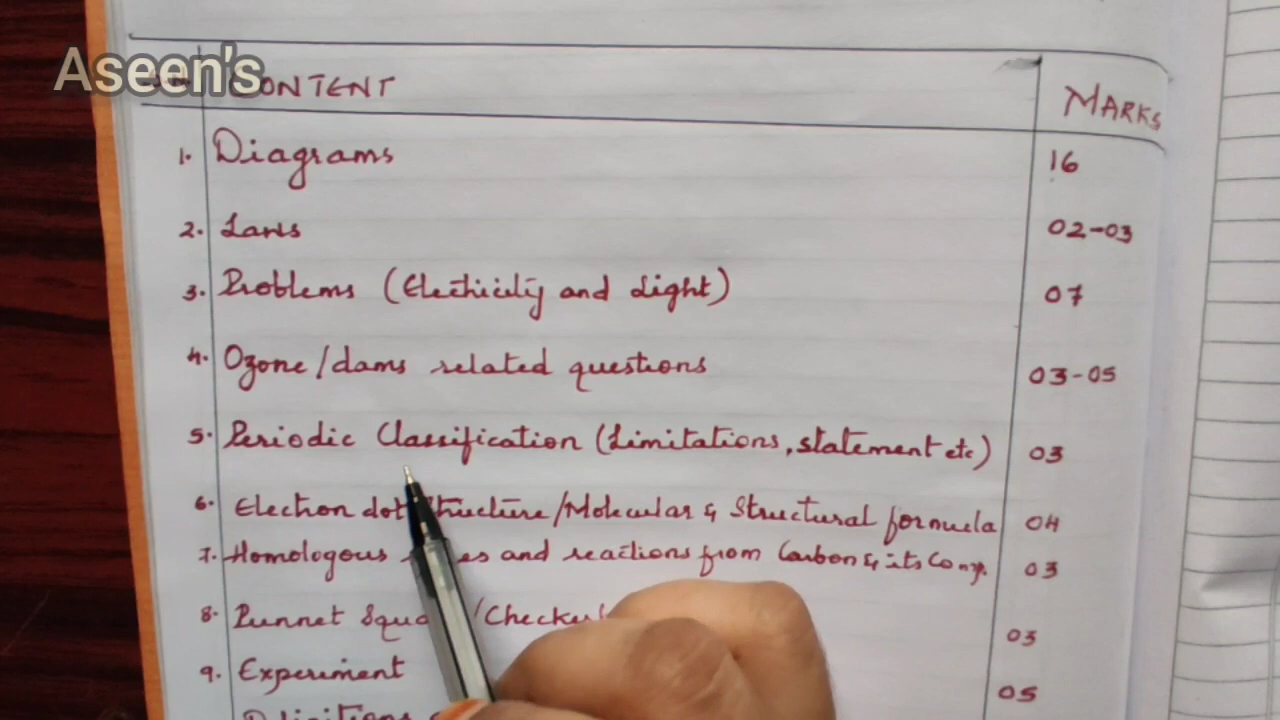 Aseen's
CONTENT MARKS
1. Diagrams 16
2. Laws 02-03
3. Problems (Electricity and Light) 07
4. Ozone/dams related questions 03-05
5. Periodic Classification (Limitations, statement etc) 03
6. Electron dot structure/Molecular & Structural formula 04
7. Homologous and reactions from Carbon & its Comp. 03
8. Punnet 03
9. Experiment 05